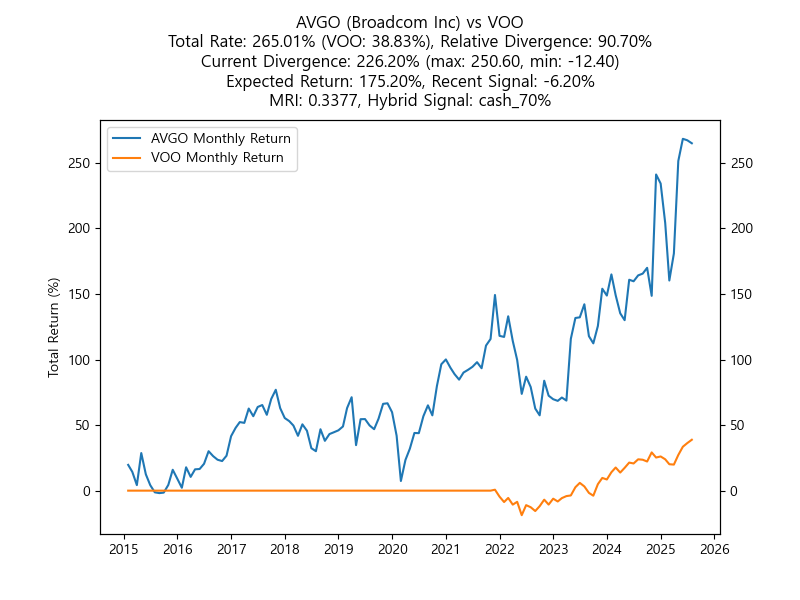 AVGO (Broadcom Inc) vs VOO
Total Rate: 265.01% (VOO: 38.83%), Relative Divergence: 90.70%
Current Divergence: 226.20% (max: 250.60, min: -12.40)
Expected Return: 175.20%, Recent Signal: -6.20%
MRI: 0.3377, Hybrid Signal: cash_70%
AVGO Monthly Return
VOO Monthly Return
Total Return (%)
250
200
150
100
50
0
250
200
150
100
50
0
2015 2016 2017 2018 2019 2020 2021 2022 2023 2024 2025 2026